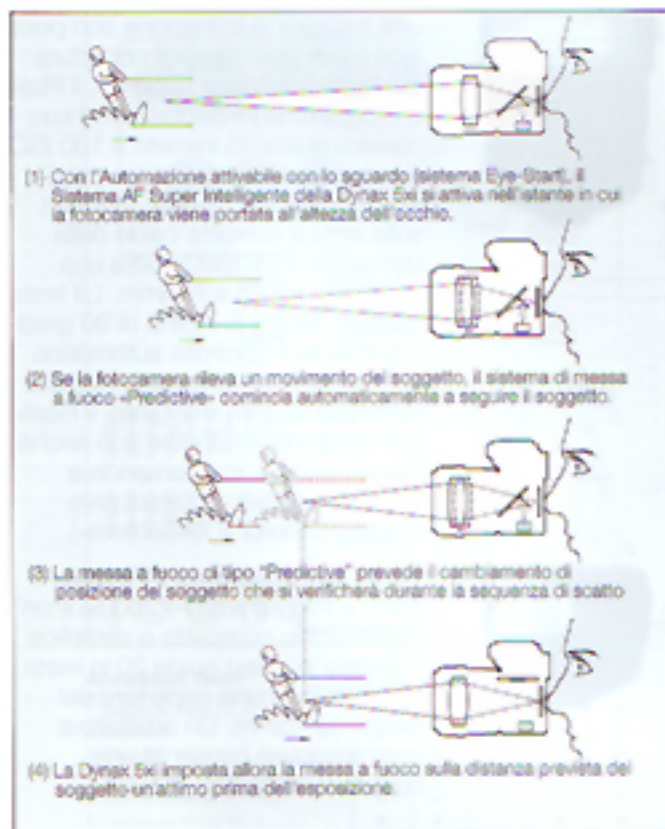 (1) Con l'Automazione attivabile con lo sguardo (sistema Eye-Start), il
Sistema AF Super Intelligente della Dynax 5xi si attiva nell'istante in cui
la fotocamera viene portata all'altezza dell'occhio.
(2) Se la fotocamera rileva un movimento del soggetto, il sistema di messa
a fuoco «Predictive» comincia automaticamente a seguire il soggetto.
(3) La messa a fuoco di tipo "Predictive" prevede il cambiamento di
posizione del soggetto che si verificherà durante la sequenza di scatto
(4) La Dynax 5xi imposta allora la messa a fuoco sulla distanza prevista del
soggetto un attimo prima dell'esposizione.